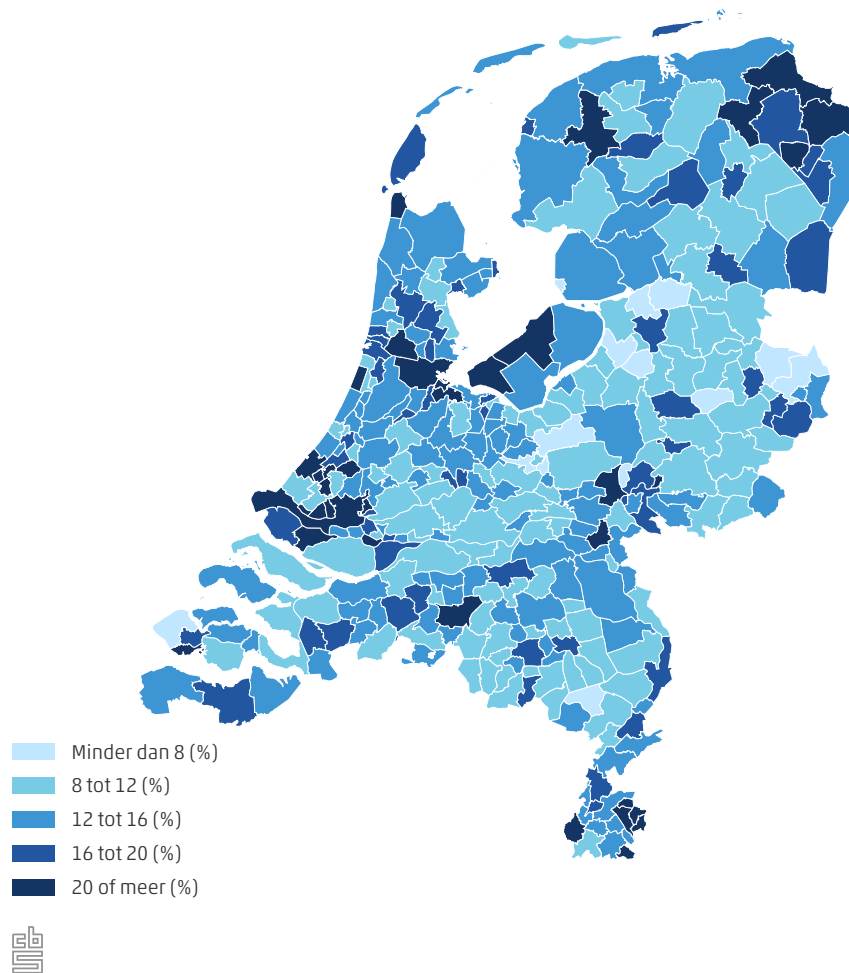 Minder dan 8 (%)
8 tot 12 (%)
12 tot 16 (%)
16 tot 20 (%)
20 of meer (%)
cbs